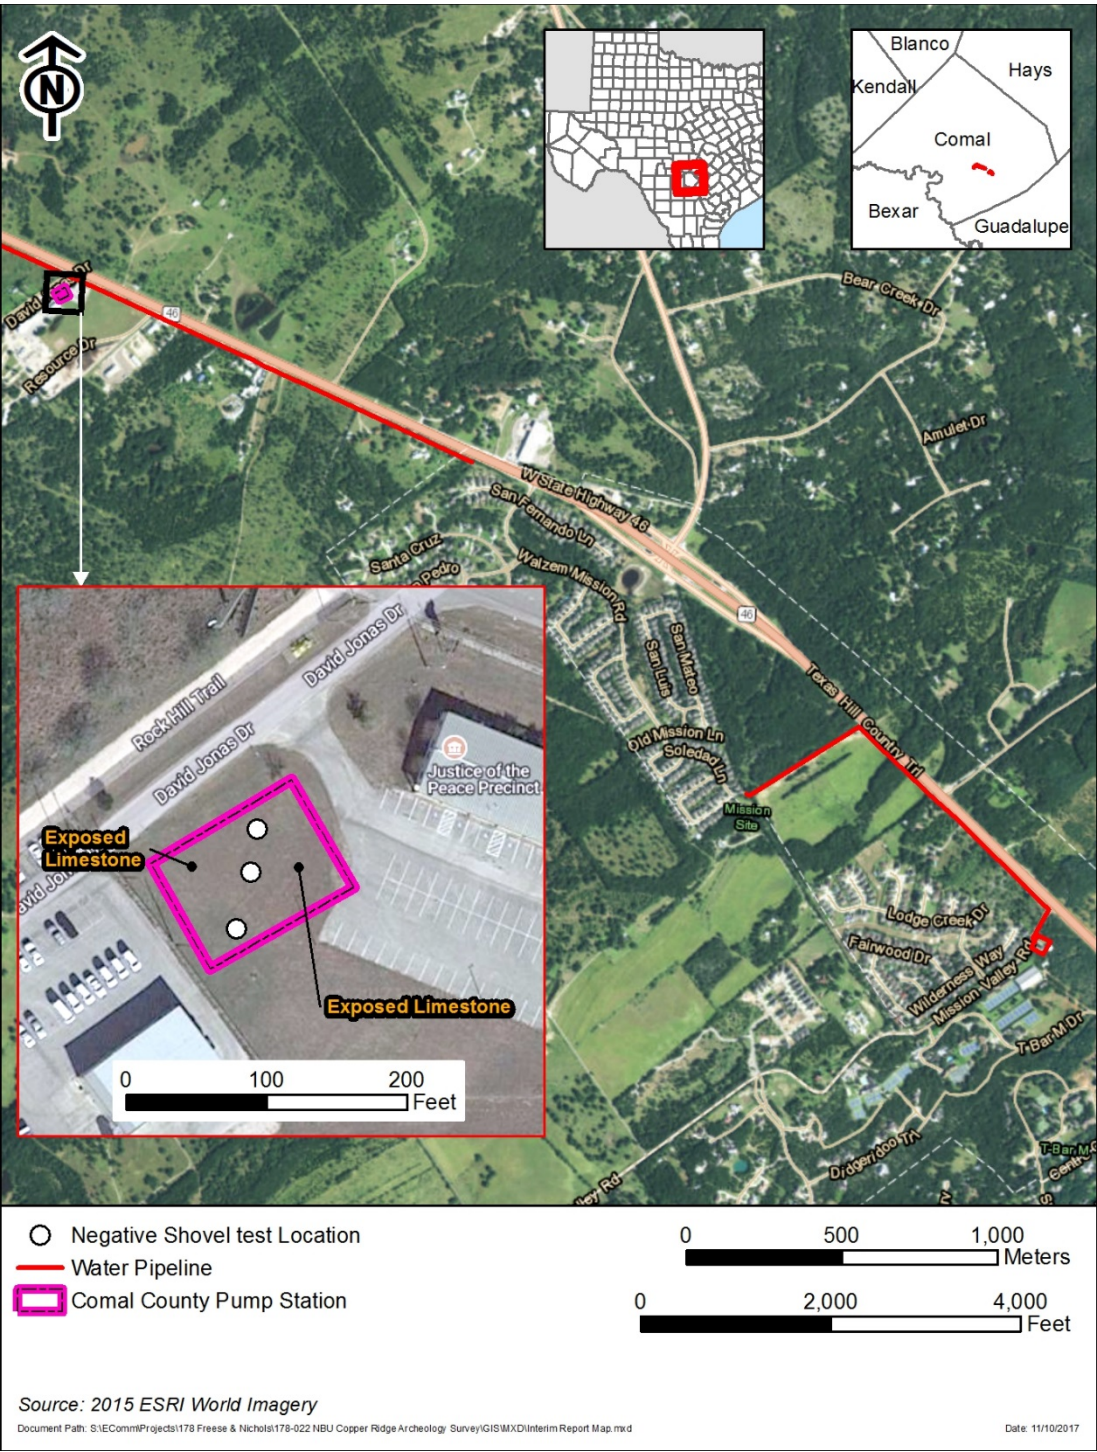 N
Blanco
Kendall
Hays
Comal
Bexar
Guadalupe
David
Dr
Resource Dr
46
Bear Creek Dr
Amulet Dr
W State Highway 46
San Fernando Ln
Santa Cruz
Pedro
Walzem Mission Rd
San Mateo
San Luis
46
Texas Hill Country Trl
Old Mission Ln
Soledad Ln
Mission
Site
Lodge Creek Dr
Fairwood Dr
Wilderness Way
Mission Valley Rd
T-Bar M Dr
Didgeridoo Trl
T-Bar M
Rd
Rock Hill Trail
David Jonas Dr
David Jonas Dr
Justice of the
Peace Precinct
Exposed
Limestone
Exposed Limestone
0 100 200
Feet
Negative Shovel test Location
Water Pipeline
Comal County Pump Station
0 500 1,000
Meters
0 2,000 4,000
Feet
Source: 2015 ESRI World Imagery
Document Path: S:\EComm\Projects\178 Freese & Nichols\178-022 NBU Copper Ridge Archeology Survey\GIS\MXD\Interim Report Map.mxd
Date: 11/10/2017